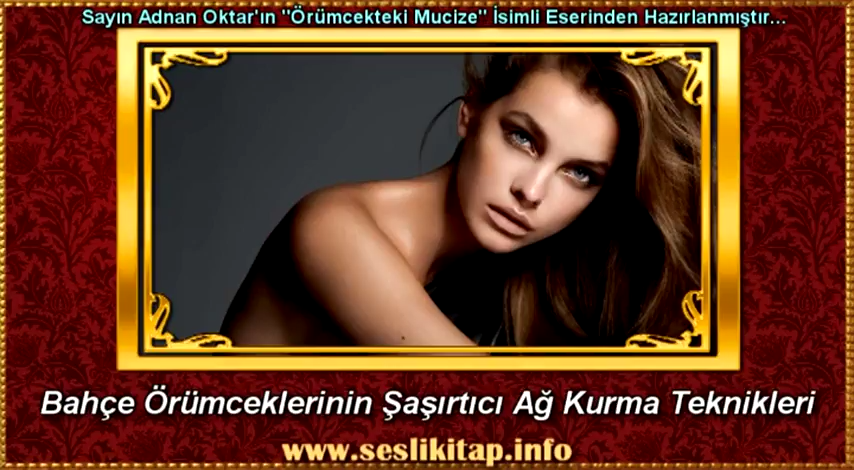 Sayın Adnan Oktar'ın "Örümcekteki Mucize" İsimli Eserinden Hazırlanmıştır...
Bahçe Örümceklerinin Şaşırtıcı Ağ Kurma Teknikleri
www.seslikitap.info